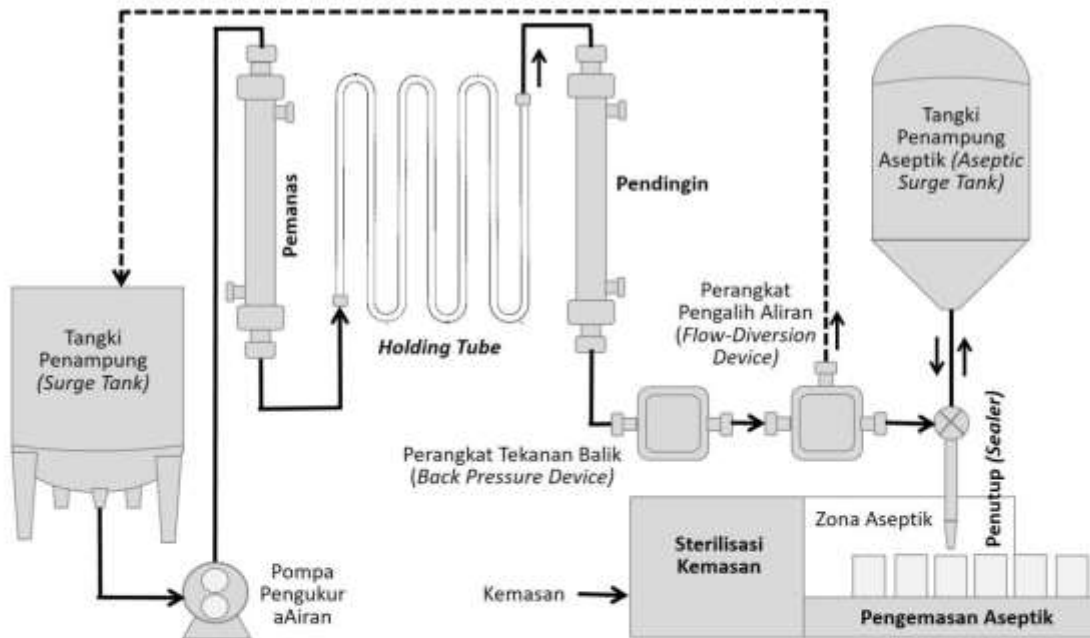 Tangki
Penampung
(Surge Tank)
Pompa
Pengukur
aAiran
Pemanas
Holding Tube
Pendingin
Perangkat Tekanan Balik
(Back Pressure Device)
Perangkat
Pengalih Aliran
(Flow-Diversion
Device)
Tangki
Penampung
Aseptik (Aseptic
Surge Tank)
Penutup (Sealer)
Zona Aseptik
Sterilisasi
Kemasan
Kemasan
Pengemasan Aseptik